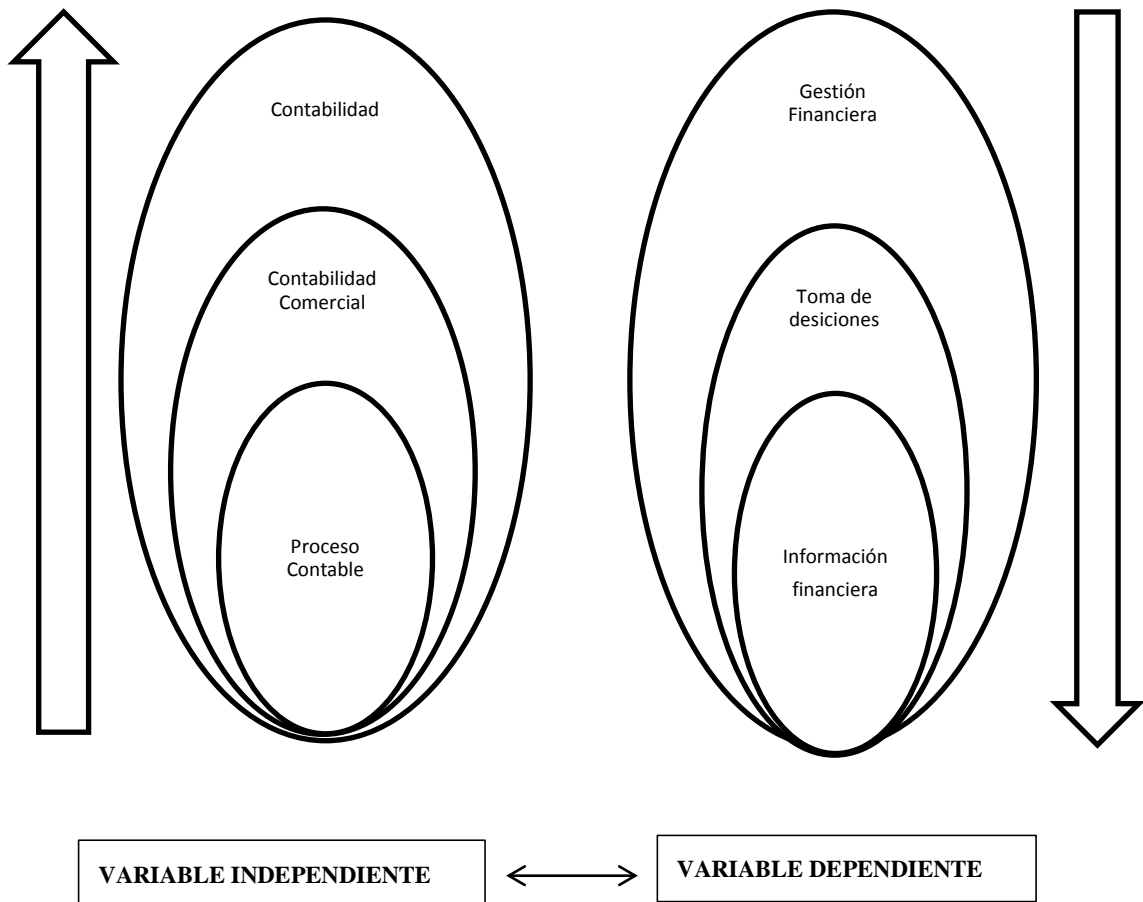 Contabilidad
Contabilidad
Comercial
Proceso
Contable
Gestión
Financiera
Toma de
desiciones
Información
financiera
VARIABLE INDEPENDIENTE
VARIABLE DEPENDIENTE